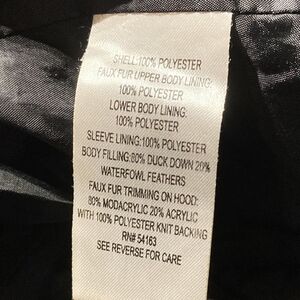 SHELL:100% POLYESTER
FAUX FUR UPPER BODY LINING:
100% POLYESTER
LOWER BODY LINING:
100% POLYESTER
SLEEVE LINING:100% POLYESTER
BODY FILLING:80% DUCK DOWN 20%
WATERFOWL FEATHERS
FAUX FUR TRIMMING ON HOOD:
80% MODACRYLIC 20% ACRYLIC
WITH 100% POLYESTER KNIT BACKING
RN# 54163
SEE REVERSE FOR CARE